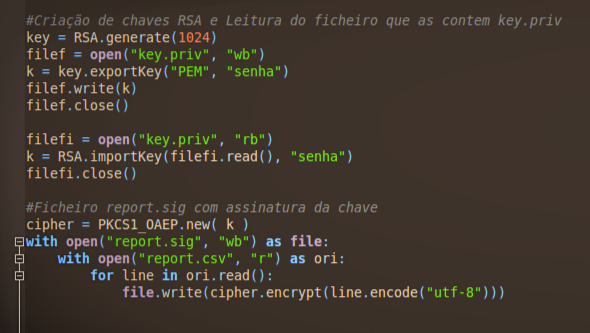 #Criação de chaves RSA e Leitura do ficheiro que as contem key.priv
key = RSA.generate(1024)
filef = open("key.priv", "wb")
k = key.exportKey("PEM", "senha")
filef.write(k)
filef.close()
filefi = open("key.priv", "rb")
k = RSA.importKey(filefi.read(), "senha")
filefi.close()
#Ficheiro report.sig com assinatura da chave
cipher = PKCS1_OAEP.new( k )
with open("report.sig", "wb") as file:
    with open("report.csv", "r") as ori:
        for line in ori.read():
            file.write(cipher.encrypt(line.encode("utf-8")))